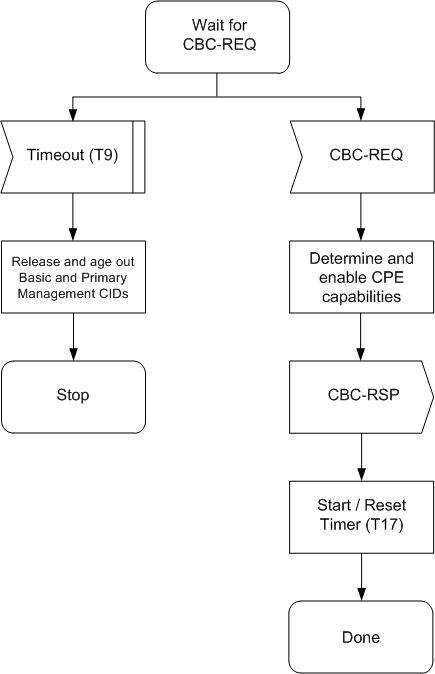 Wait for
CBC-REQ
Timeout (T9)
CBC-REQ
Release and age out
Basic and Primary
Management CIDs
Determine and
enable CPE
capabilities
Stop
CBC-RSP
Start / Reset
Timer (T17)
Done